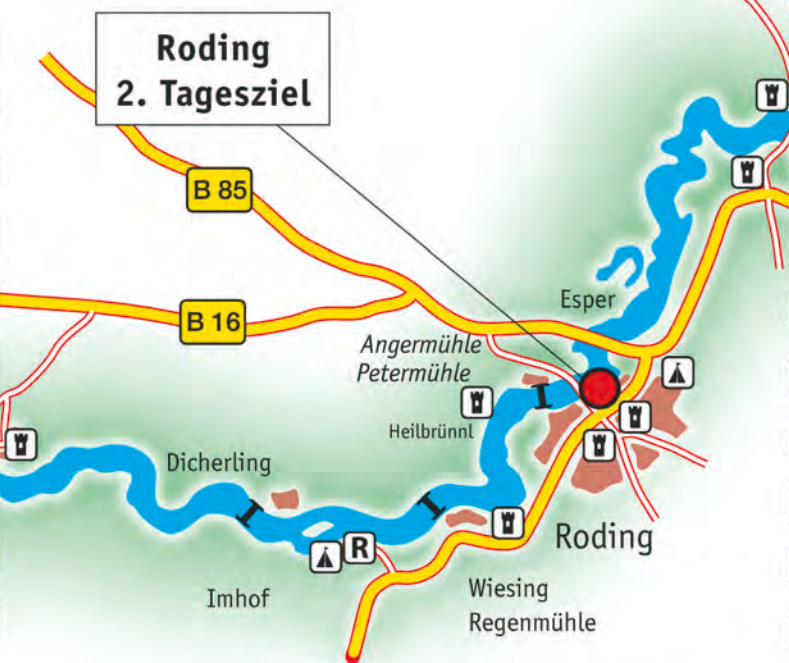 Roding
2. Tagesziel
B 85
B 16
Esper
Angermühle
Petermühle
Heilbrünnl
Dicherling
R
Roding
Imhof
Wiesing
Regenmühle